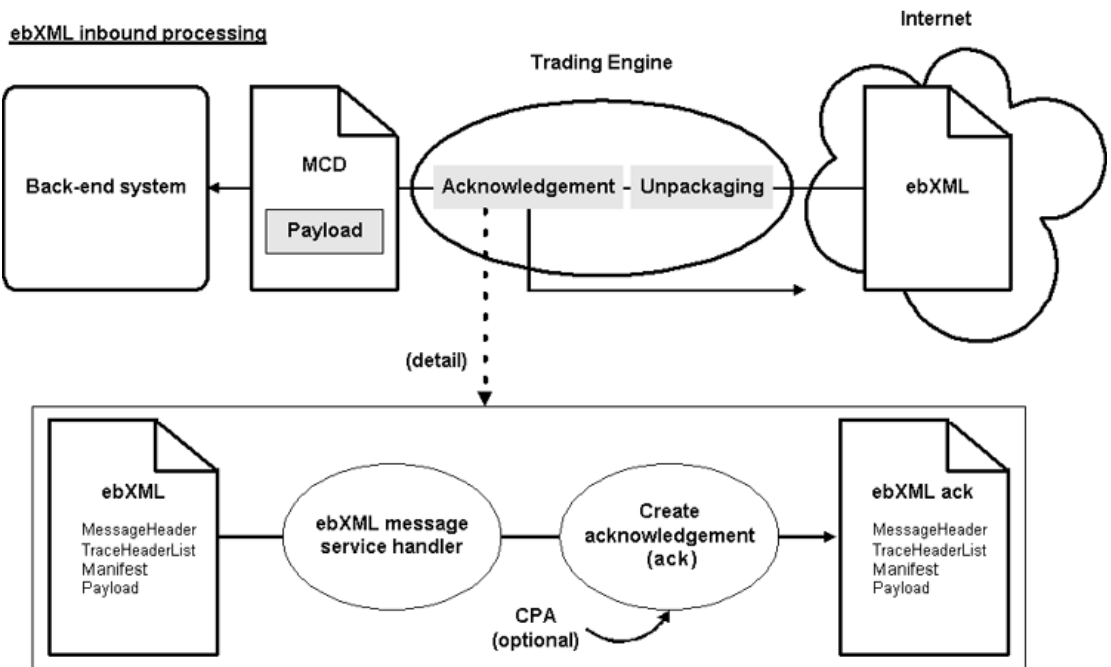 ebXML inbound processing
Internet
Trading Engine
Back-end system
MCD
Payload
Acknowledgement
Unpackaging
ebXML
(detail)
ebXML
MessageHeader
TraceHeaderList
Manifest
Payload
ebXML message
service handler
Create
acknowledgement
(ack)
CPA
(optional)
ebXML ack
MessageHeader
TraceHeaderList
Manifest
Payload